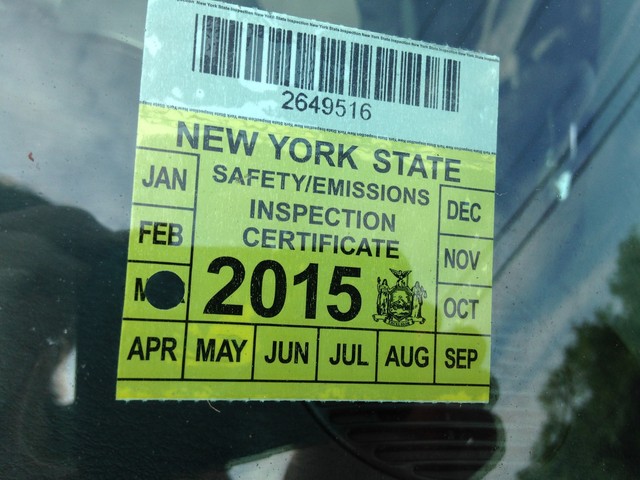 2649516
NEW YORK STATE
SAFETY/EMISSIONS
INSPECTION
CERTIFICATE
2015
JAN
FEB
APR MAY JUN JUL AUG SEP
OCT
NOV
DEC